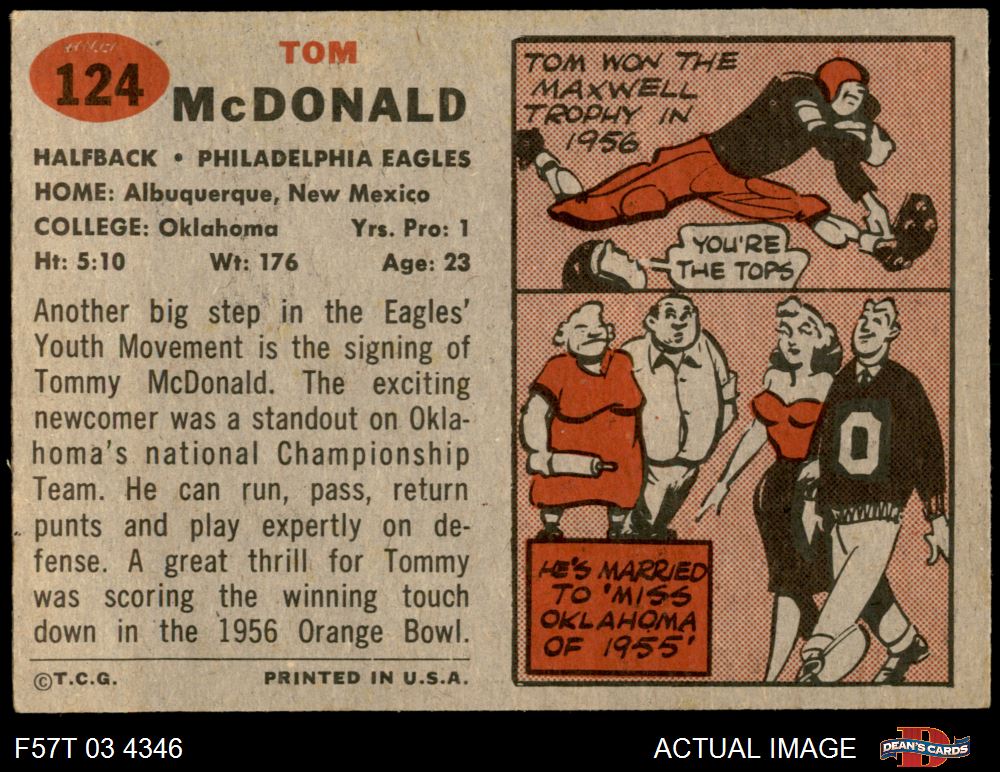 124
TOM
McDONALD
HALFBACK • PHILADELPHIA EAGLES
HOME: Albuquerque, New Mexico
COLLEGE: Oklahoma Yrs. Pro: 1
Ht: 5:10 Wt: 176 Age: 23
Another big step in the Eagles'
Youth Movement is the signing of
Tommy McDonald. The exciting
newcomer was a standout on Okla-
homa's national Championship
Team. He can run, pass, return
punts and play expertly on de-
fense. A great thrill for Tommy
was scoring the winning touch
down in the 1956 Orange Bowl.
©T.C.G. PRINTED IN U.S.A.
TOM WON THE
MAXWELL
TROPHY IN
1956
YOU'RE
THE TOPS
O
HE'S MARRIED
TO 'MISS
OKLAHOMA
OF 1955'
F57T 03 4346
ACTUAL IMAGE
D
DEAN'S CARDS